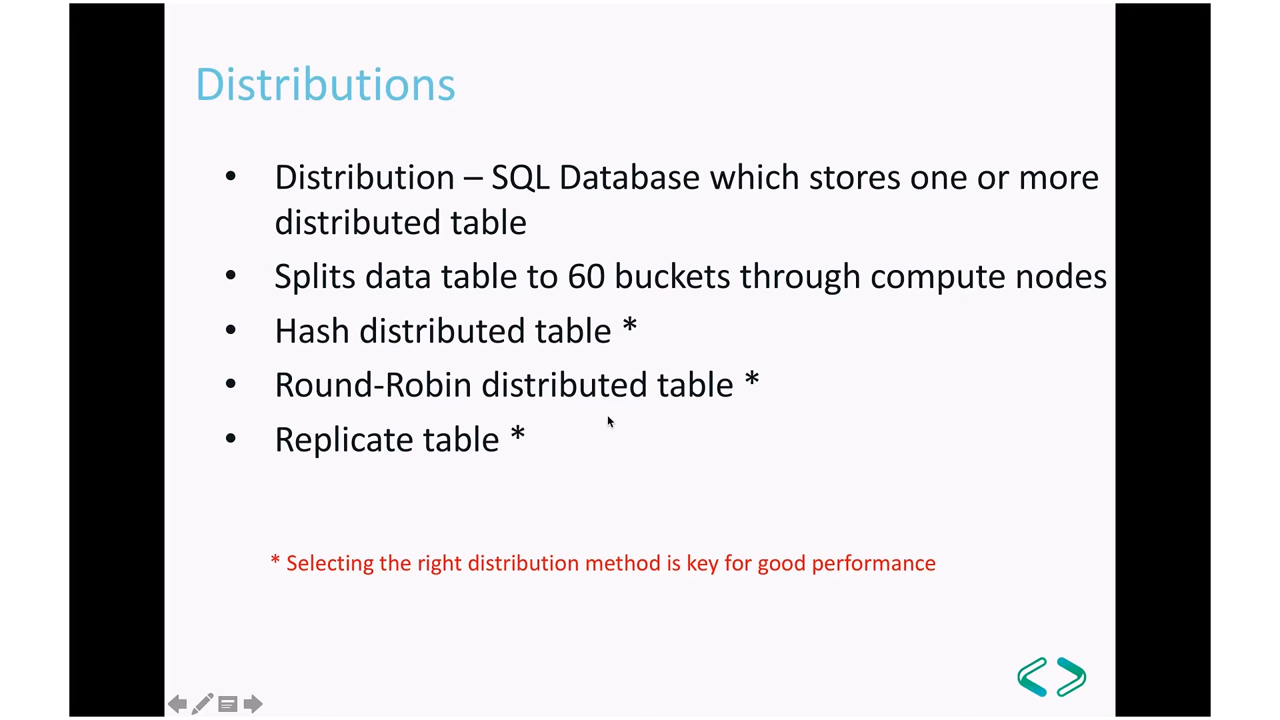 Distributions
• Distribution – SQL Database which stores one or more
distributed table
• Splits data table to 60 buckets through compute nodes
• Hash distributed table *
• Round-Robin distributed table *
• Replicate table *
* Selecting the right distribution method is key for good performance